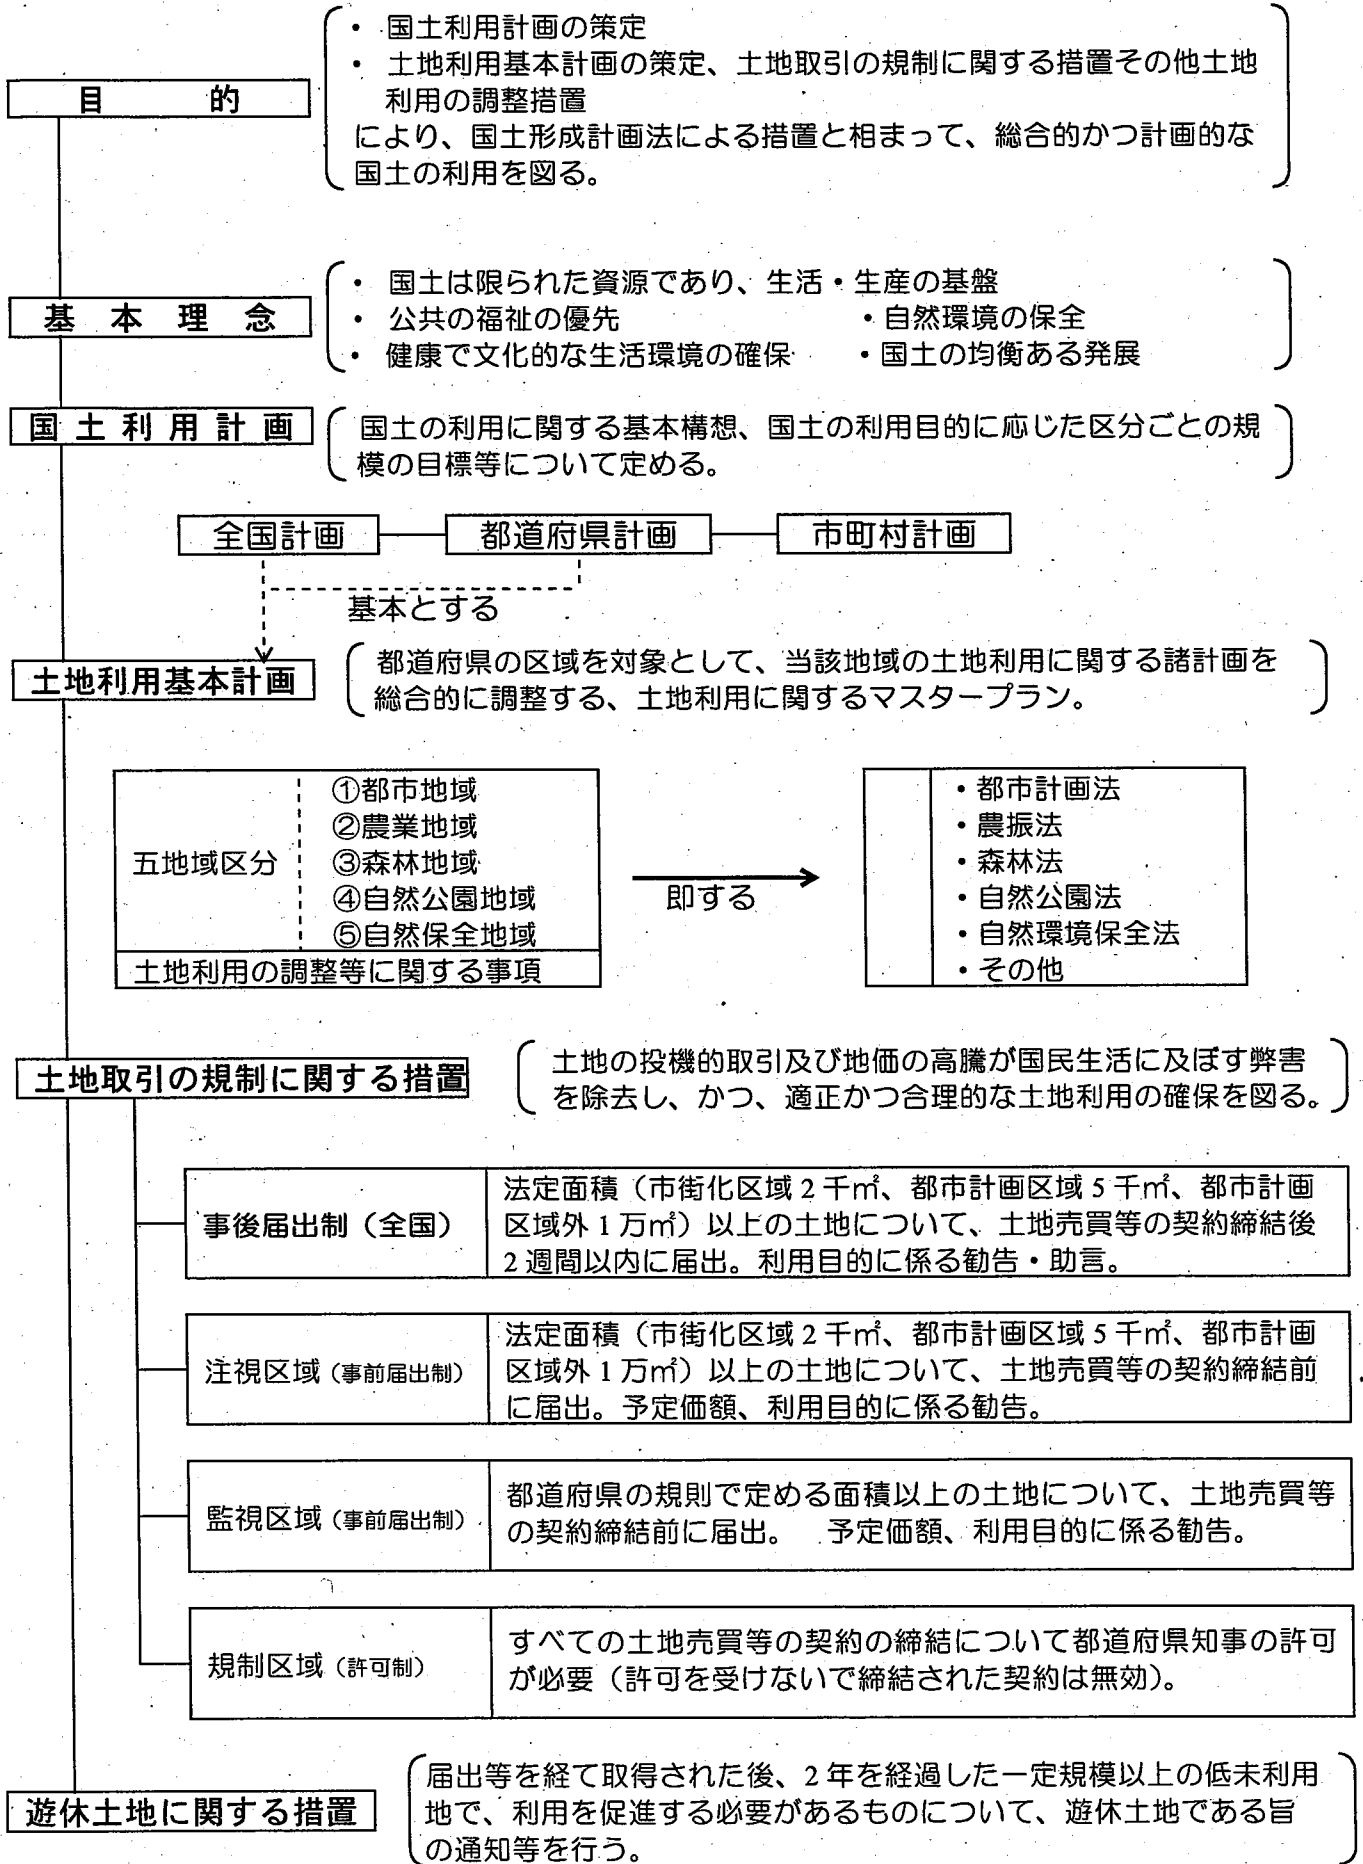 ・ 国土利用計画の策定
・ 土地利用基本計画の策定、土地取引の規制に関する措置その他土地
利用の調整措置
により、国土形成計画法による措置と相まって、総合的かつ計画的な
国土の利用を図る。
目 的
・ 国土は限られた資源であり、生活・生産の基盤
・ 公共の福祉の優先 ・自然環境の保全
・ 健康で文化的な生活環境の確保 ・国土の均衡ある発展
基 本 理 念
国 土 利 用 計 画
国土の利用に関する基本構想、国土の利用目的に応じた区分ごとの規
模の目標等について定める。
全国計画 都道府県計画 市町村計画
基本とする
土地利用基本計画
都道府県の区域を対象として、当該地域の土地利用に関する諸計画を
総合的に調整する、土地利用に関するマスタープラン。
五地域区分
①都市地域
②農業地域
③森林地域
④自然公園地域
⑤自然保全地域
土地利用の調整等に関する事項
即する
・都市計画法
・農振法
・森林法
・自然公園法
・自然環境保全法
・その他
土地取引の規制に関する措置
土地の投機的取引及び地価の高騰が国民生活に及ぼす弊害
を除去し、かつ、適正かつ合理的な土地利用の確保を図る。
事後届出制（全国）
法定面積（市街化区域2千㎡、都市計画区域5千㎡、都市計画
区域外1万㎡）以上の土地について、土地売買等の契約締結後
2週間以内に届出。利用目的に係る勧告・助言。
注視区域（事前届出制）
法定面積（市街化区域2千㎡、都市計画区域5千㎡、都市計画
区域外1万㎡）以上の土地について、土地売買等の契約締結前
に届出。予定価額、利用目的に係る勧告。
監視区域（事前届出制）
都道府県の規則で定める面積以上の土地について、土地売買等
の契約締結前に届出。 予定価額、利用目的に係る勧告。
規制区域（許可制）
すべての土地売買等の契約の締結について都道府県知事の許可
が必要（許可を受けないで締結された契約は無効）。
遊休土地に関する措置
届出等を経て取得された後、2年を経過した一定規模以上の低未利用
地で、利用を促進する必要があるものについて、遊休土地である旨
の通知等を行う。